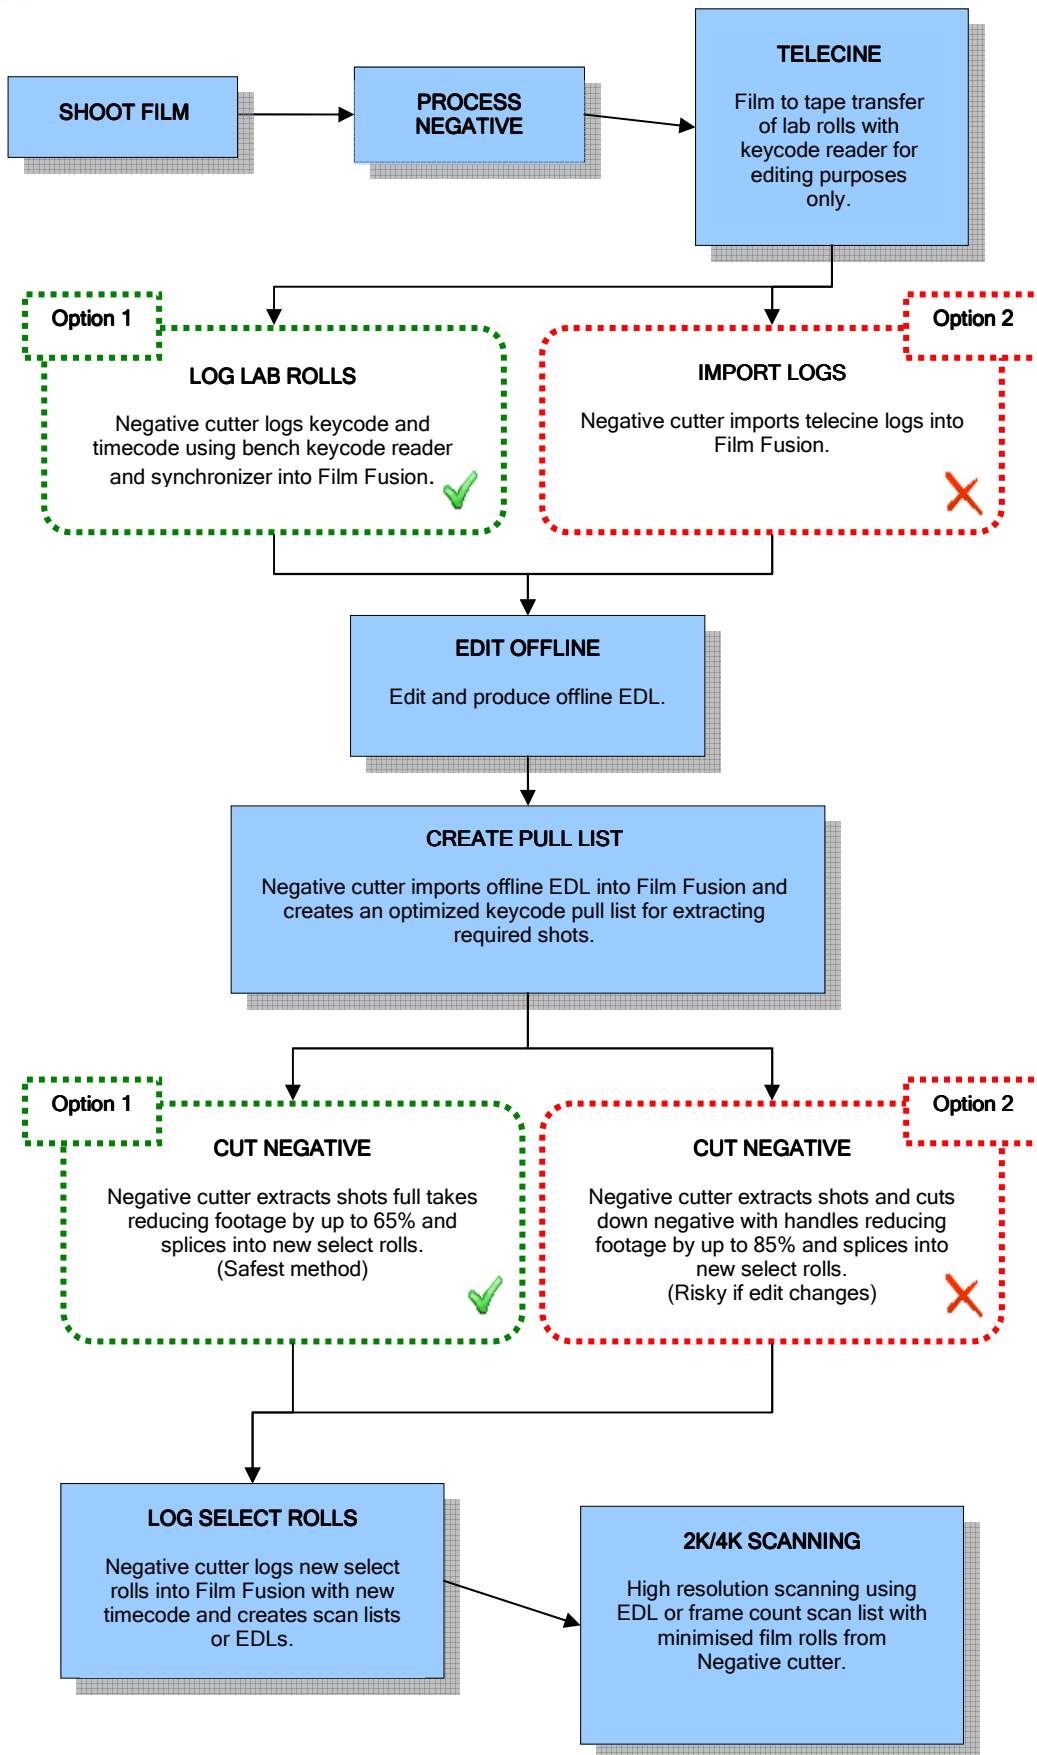 SHOOT FILM
PROCESS
NEGATIVE
TELECINE
Film to tape transfer
of lab rolls with
keycode reader for
editing purposes
only.
Option 1
LOG LAB ROLLS
Negative cutter logs keycode and
timecode using bench keycode reader
and synchronizer into Film Fusion.
Option 2
IMPORT LOGS
Negative cutter imports telecine logs into
Film Fusion.
EDIT OFFLINE
Edit and produce offline EDL.
CREATE PULL LIST
Negative cutter imports offline EDL into Film Fusion and
creates an optimized keycode pull list for extracting
required shots.
Option 1
CUT NEGATIVE
Negative cutter extracts shots full takes
reducing footage by up to 65% and
splices into new select rolls.
(Safest method)
Option 2
CUT NEGATIVE
Negative cutter extracts shots and cuts
down negative with handles reducing
footage by up to 85% and splices into
new select rolls.
(Risky if edit changes)
LOG SELECT ROLLS
Negative cutter logs new select
rolls into Film Fusion with new
timecode and creates scan lists
or EDLs.
2K/4K SCANNING
High resolution scanning using
EDL or frame count scan list with
minimised film rolls from
Negative cutter.